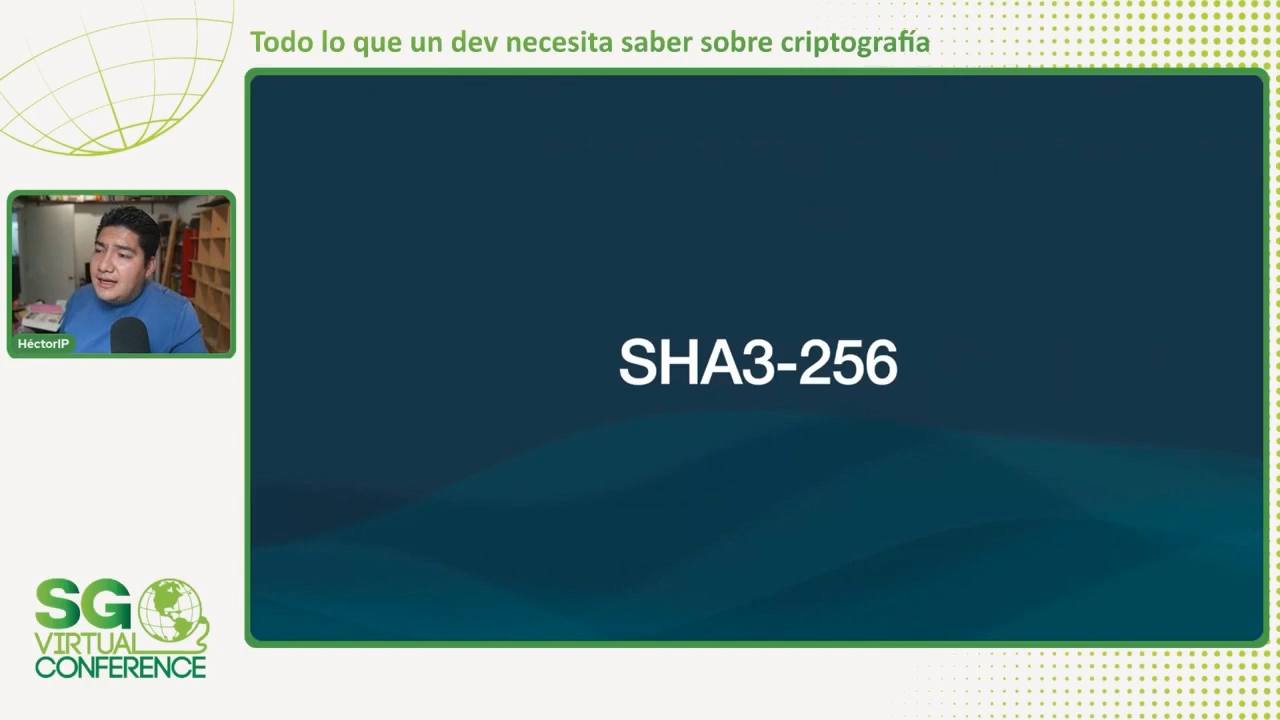 Todo lo que un dev necesita saber sobre criptografía
HéctorIP
SHA3-256
SG
VIRTUAL
CONFERENCE